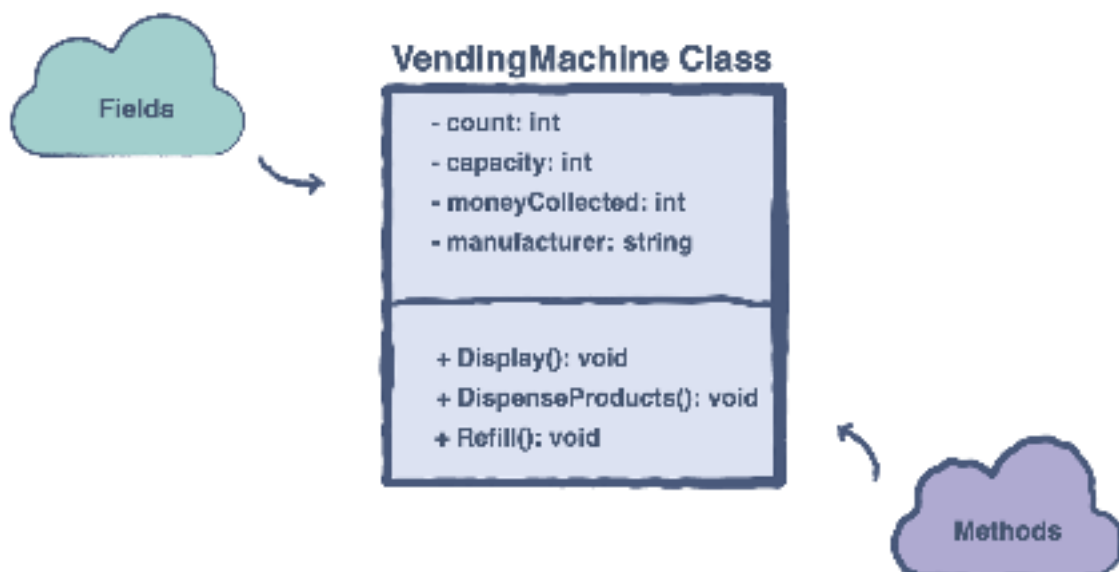 Fields
VendingMachine Class
- count: int
- capacity: int
- moneyCollected: int
- manufacturer: string
+ Display(): void
+ DispenseProducts(): void
+ Refill(): void
Methods